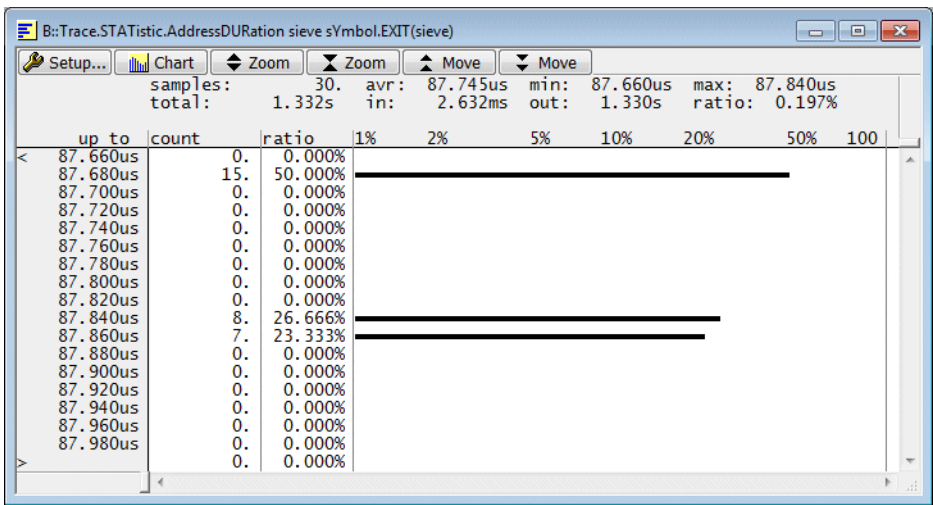 B::Trace.STATistic.AddressDURation sieve sYmbol.EXIT(sieve)
Setup... Chart Zoom Zoom Move Move
samples: 30. avr: 87.745us min: 87.660us max: 87.840us
total: 1.332s in: 2.632ms out: 1.330s ratio: 0.197%
up to count ratio 1% 2% 5% 10% 20% 50% 100
< 87.660us 0. 0.000%
87.680us 15. 50.000%
87.700us 0. 0.000%
87.720us 0. 0.000%
87.740us 0. 0.000%
87.760us 0. 0.000%
87.780us 0. 0.000%
87.800us 0. 0.000%
87.820us 0. 0.000%
87.840us 8. 26.666%
87.860us 7. 23.333%
87.880us 0. 0.000%
87.900us 0. 0.000%
87.920us 0. 0.000%
87.940us 0. 0.000%
87.960us 0. 0.000%
87.980us 0. 0.000%
> 0. 0.000%